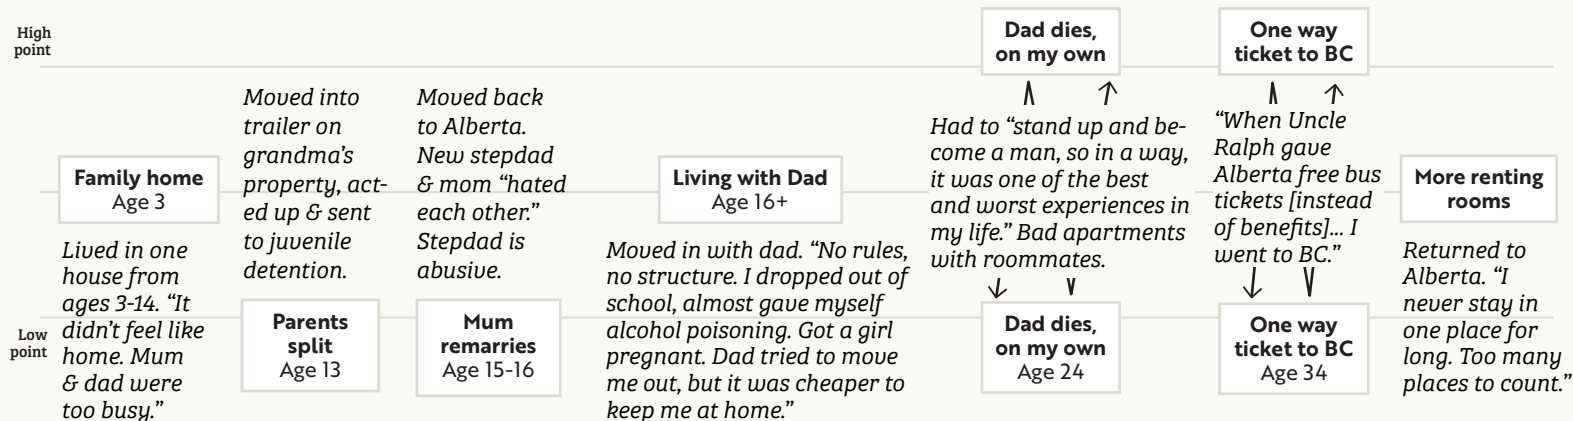 High
point
Family home
Age 3
Lived in one
house from
ages 3-14. “It
didn’t feel like
home. Mum
& dad were
too busy.”
Moved into
trailer on
grandma’s
property, act-
ed up & sent
to juvenile
detention.
Parents
split
Age 13
Moved back
to Alberta.
New stepdad
& mom “hated
each other.”
Stepdad is
abusive.
Mum
remarries
Age 15-16
Living with Dad
Age 16+
Moved in with dad. “No rules,
no structure. I dropped out of
school, almost gave myself
alcohol poisoning. Got a girl
pregnant. Dad tried to move
me out, but it was cheaper to
keep me at home.”
Dad dies,
on my own
Had to “stand up and be-
come a man, so in a way,
it was one of the best
and worst experiences in
my life.” Bad apartments
with roommates.
Dad dies,
on my own
Age 24
One way
ticket to BC
“When Uncle
Ralph gave
Alberta free bus
tickets [instead
of benefits]... I
went to BC.”
One way
ticket to BC
Age 34
More renting
rooms
Returned to
Alberta. “I
never stay in
one place for
long. Too many
places to count.”
Low
point